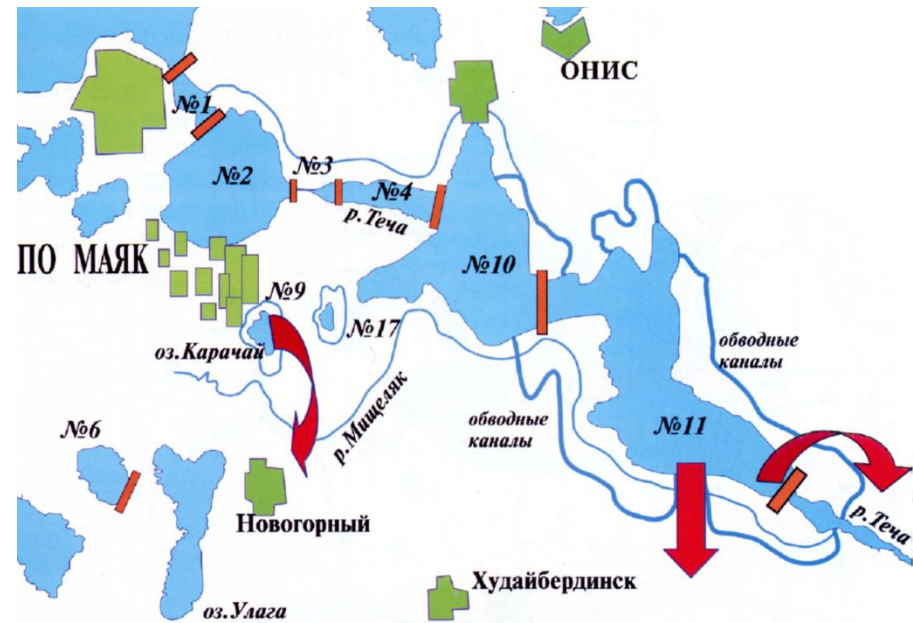 ОНИС
№1
№2
№3
№4
р.Теча
ПО МАЯК
№9
№10
№17
оз.Карачай
обводные
каналы
р.Мищеляк
обводные
каналы
№6
№11
Новогорный
р.Теча
Худайбердинск
оз.Улага